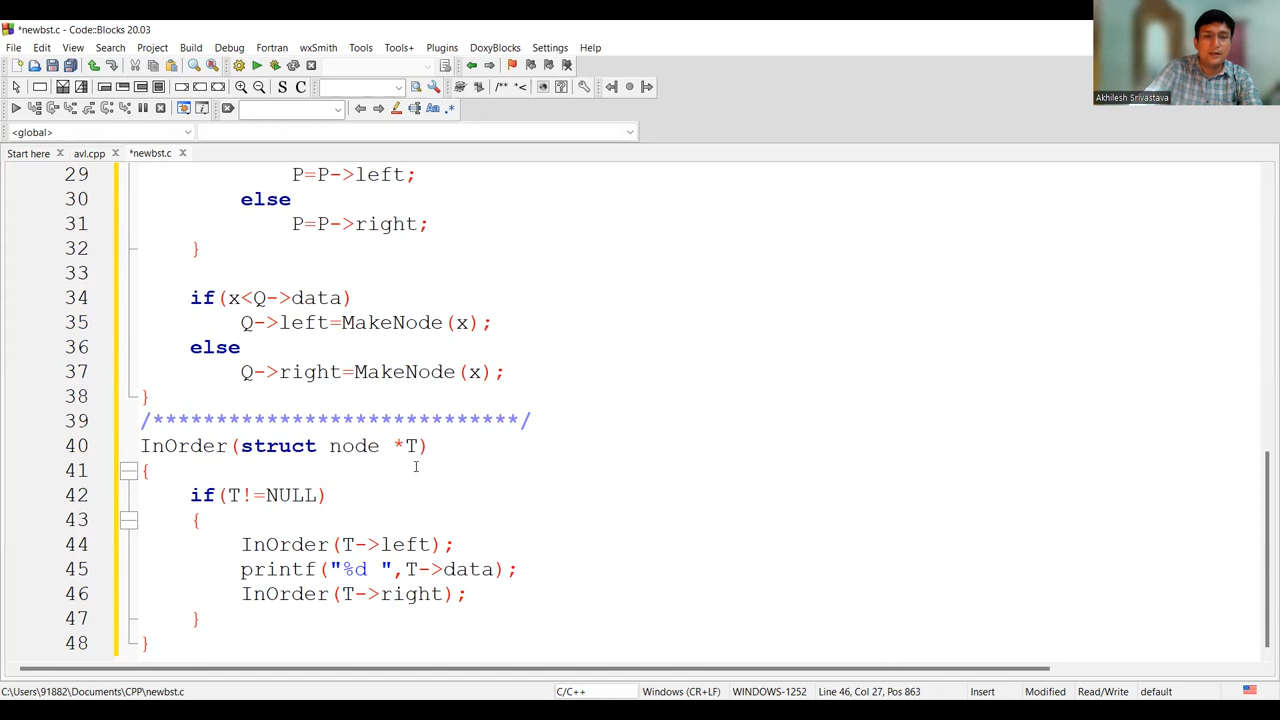 *newbst.c - Code::Blocks 20.03
File Edit View Search Project Build Debug Fortran wxSmith Tools Tools+ Plugins DoxyBlocks Settings Help
S C /** *<
Aa .*
<global>
Start here avl.cpp *newbst.c
Akhilesh Srivastava
29 P=P->left;
30 else
31 P=P->right;
32 }
33
34 if(x<Q->data)
35 Q->left=MakeNode(x);
36 else
37 Q->right=MakeNode(x);
38 }
39 /*****************************/
40 InOrder(struct node *T)
41 {
42 if(T!=NULL)
43 {
44 InOrder(T->left);
45 printf("%d ",T->data);
46 InOrder(T->right);
47 }
48 }
C:\Users\91882\Documents\CPP\newbst.c C/C++ Windows (CR+LF) WINDOWS-1252 Line 46, Col 27, Pos 863 Insert Modified Read/Write default